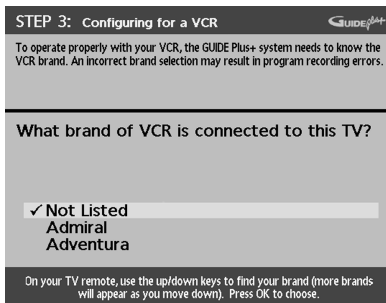 STEP 3: Configuring for a VCR
GUIDE Plus+
To operate properly with your VCR, the GUIDE Plus+ system needs to know the
VCR brand. An incorrect brand selection may result in program recording errors.
What brand of VCR is connected to this TV?
✓ Not Listed
Admiral
Adventura
On your TV remote, use the up/down keys to find your brand (more brands
will appear as you move down). Press OK to choose.